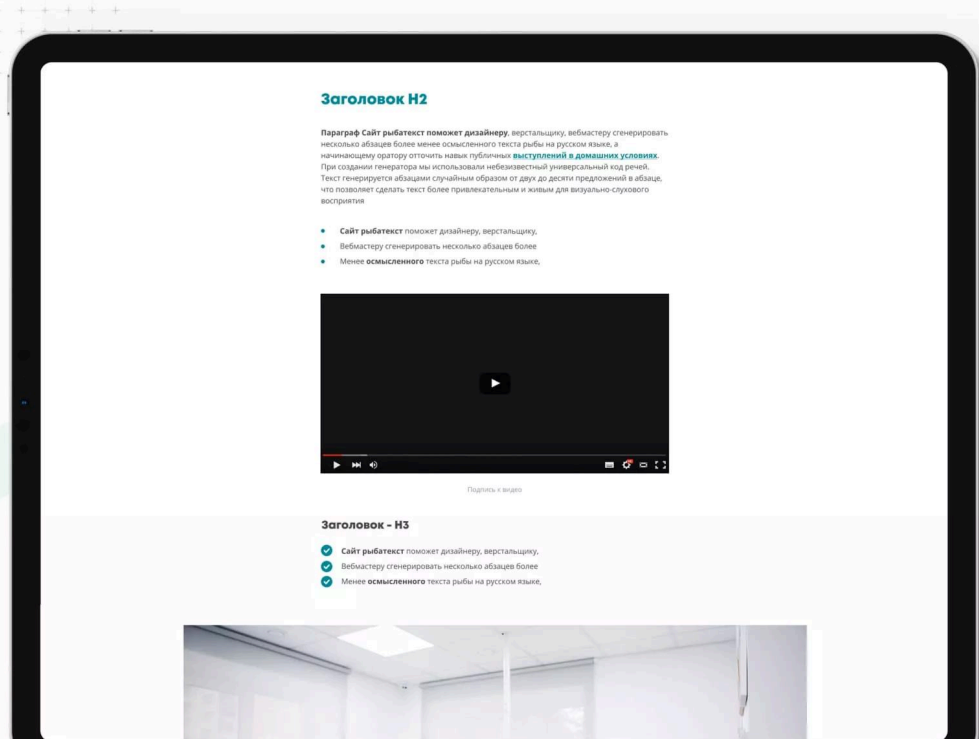 Заголовок H2
Параграф Сайт рыбатекст поможет дизайнеру, верстальщику, вебмастеру сгенерировать
несколько абзацев более менее осмысленного текста рыбы на русском языке, а
начинающему оратору отточить навык публичных выступлений в домашних условиях.
При создании генератора мы использовали небезизвестный универсальный код речей.
Текст генерируется абзацами случайным образом от двух до десяти предложений в абзаце,
что позволяет сделать текст более привлекательным и живым для визуально-слухового
восприятия
Сайт рыбатекст поможет дизайнеру, верстальщику,
Вебмастеру сгенерировать несколько абзацев более
Менее осмысленного текста рыбы на русском языке,
Подпись к видео
Заголовок - H3
Сайт рыбатекст поможет дизайнеру, верстальщику,
Вебмастеру сгенерировать несколько абзацев более
Менее осмысленного текста рыбы на русском языке,